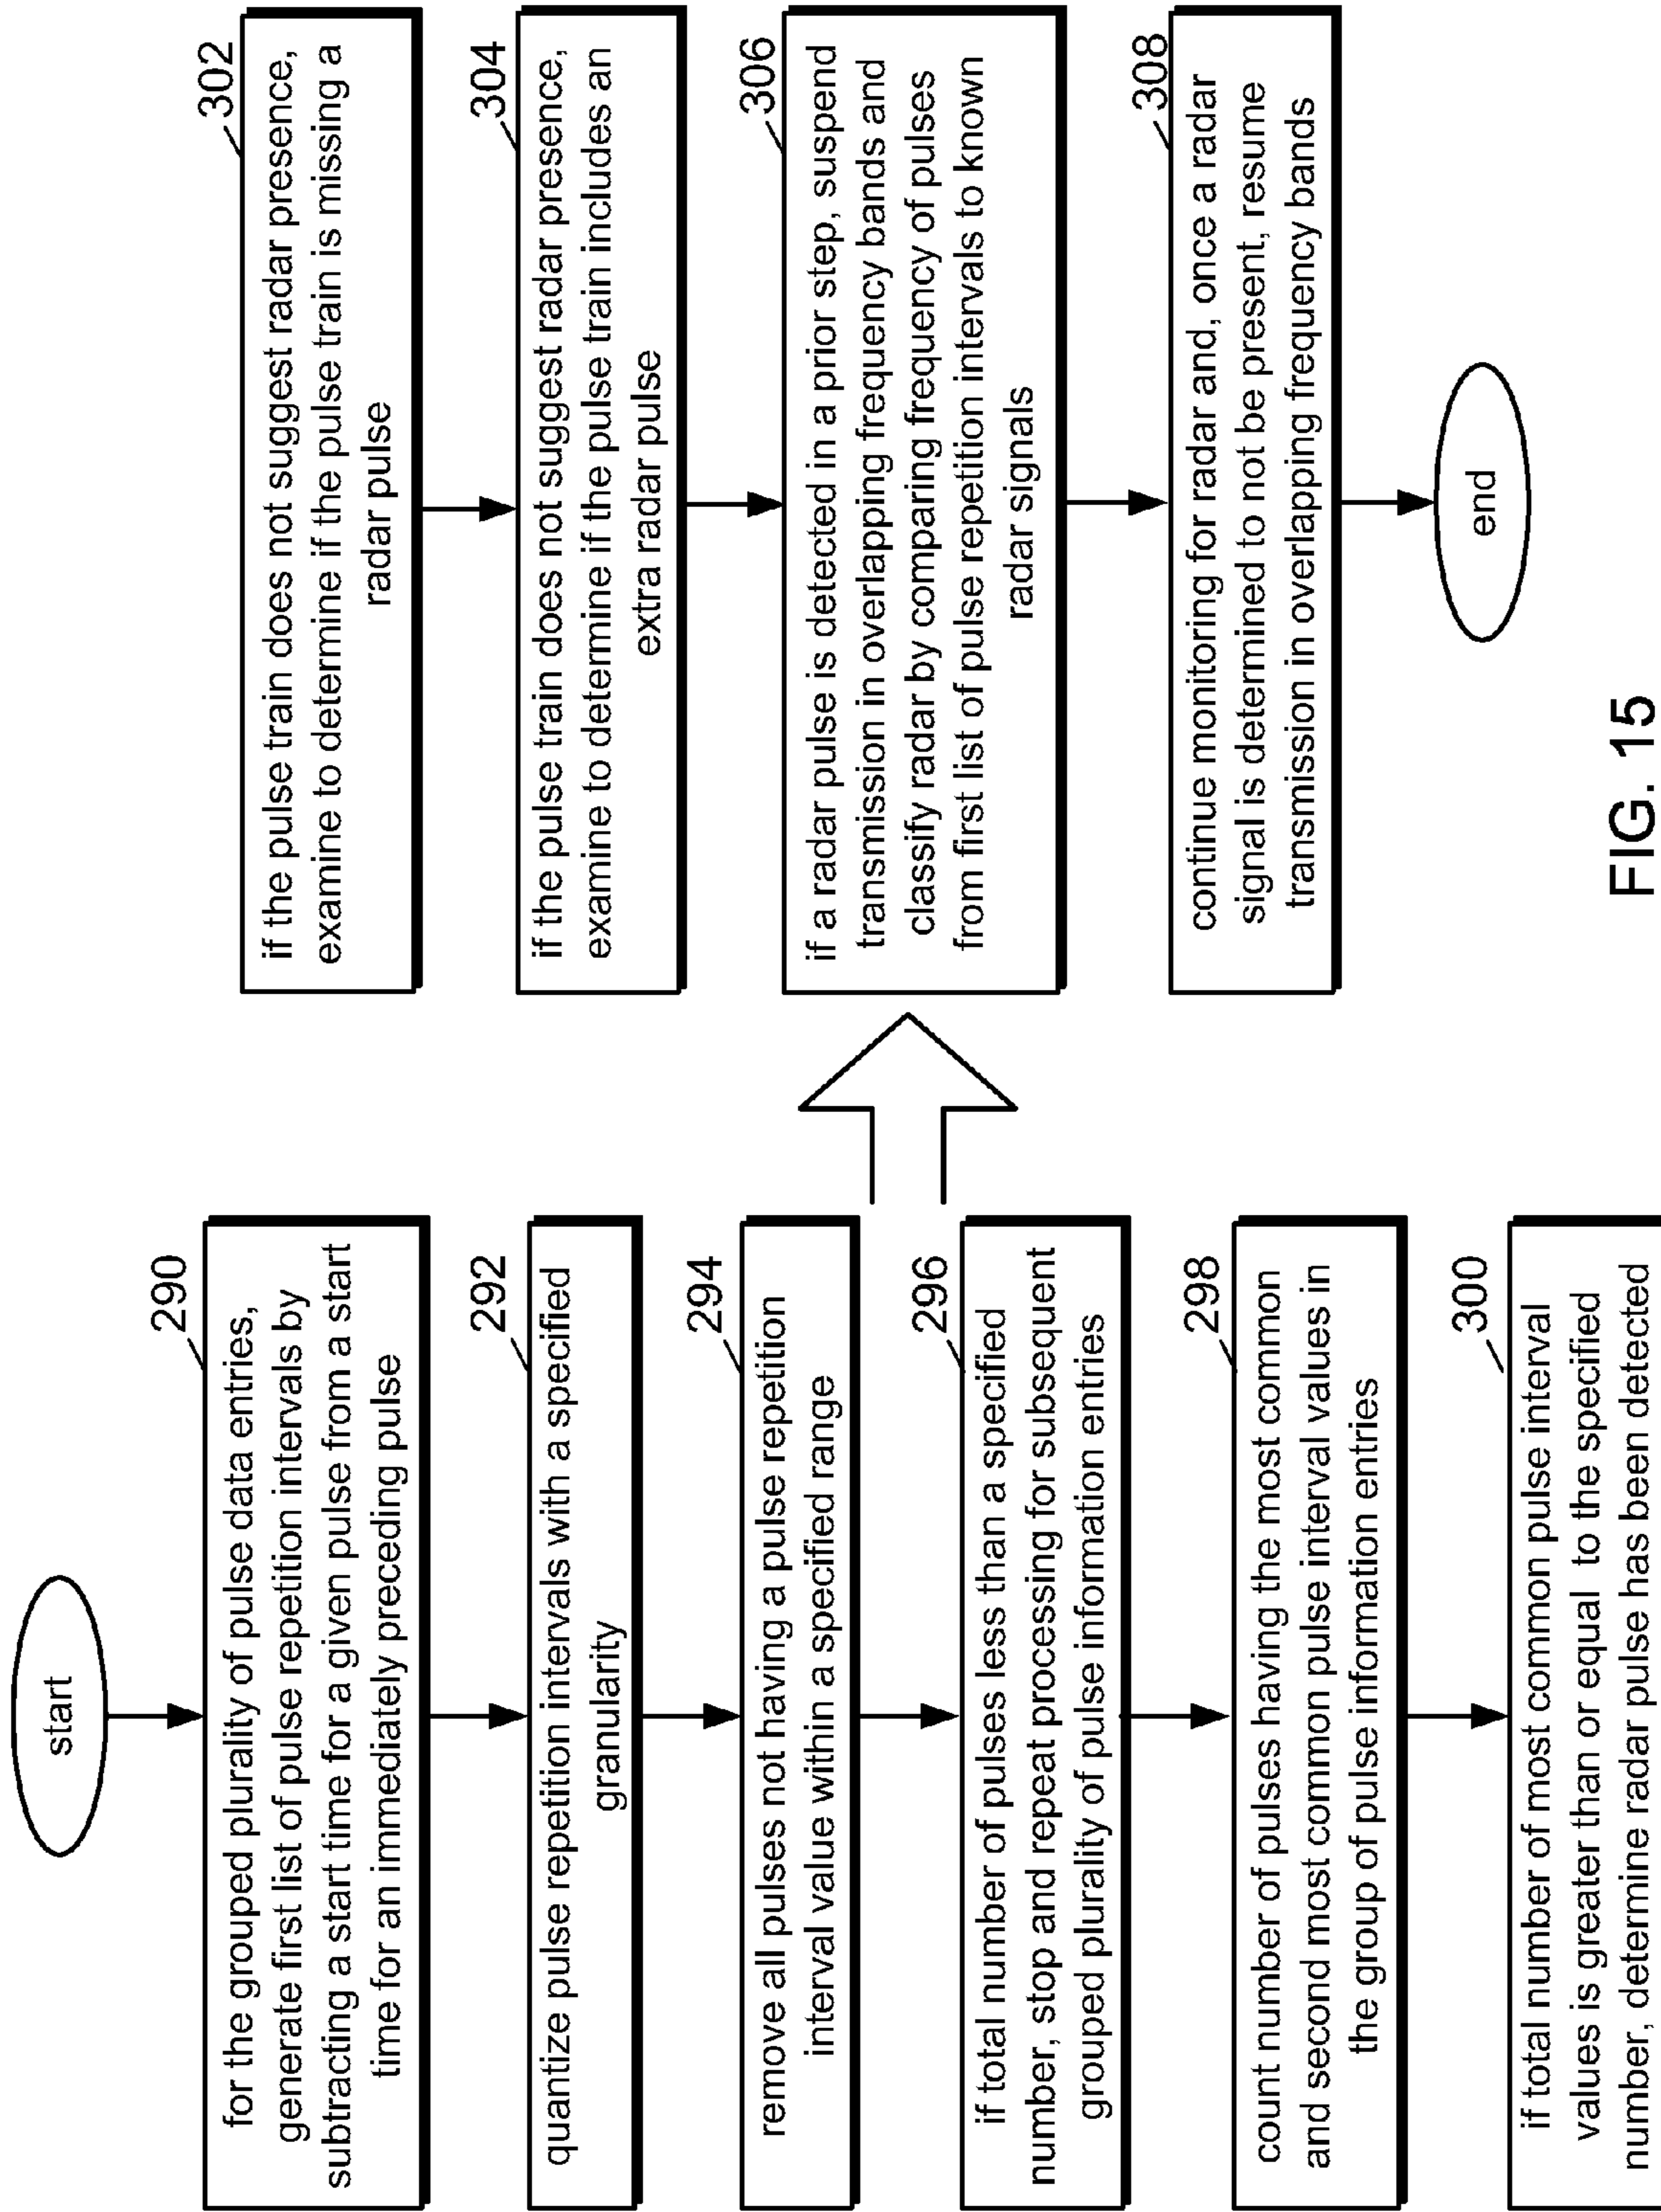 start
290
for the grouped plurality of pulse data entries,
generate first list of pulse repetition intervals by
subtracting a start time for a given pulse from a start
time for an immediately preceding pulse
292
quantize pulse repetition intervals with a specified
granularity
294
remove all pulses not having a pulse repetition
interval value within a specified range
296
if total number of pulses less than a specified
number, stop and repeat processing for subsequent
grouped plurality of pulse information entries
298
count number of pulses having the most common
and second most common pulse interval values in
the group of pulse information entries
300
if total number of most common pulse interval
values is greater than or equal to the specified
number, determine radar pulse has been detected
302
if the pulse train does not suggest radar presence,
examine to determine if the pulse train is missing a
radar pulse
304
if the pulse train does not suggest radar presence,
examine to determine if the pulse train includes an
extra radar pulse
306
if a radar pulse is detected in a prior step, suspend
transmission in overlapping frequency bands and
classify radar by comparing frequency of pulses
from first list of pulse repetition intervals to known
radar signals
308
continue monitoring for radar and, once a radar
signal is determined to not be present, resume
transmission in overlapping frequency bands
end
FIG. 15